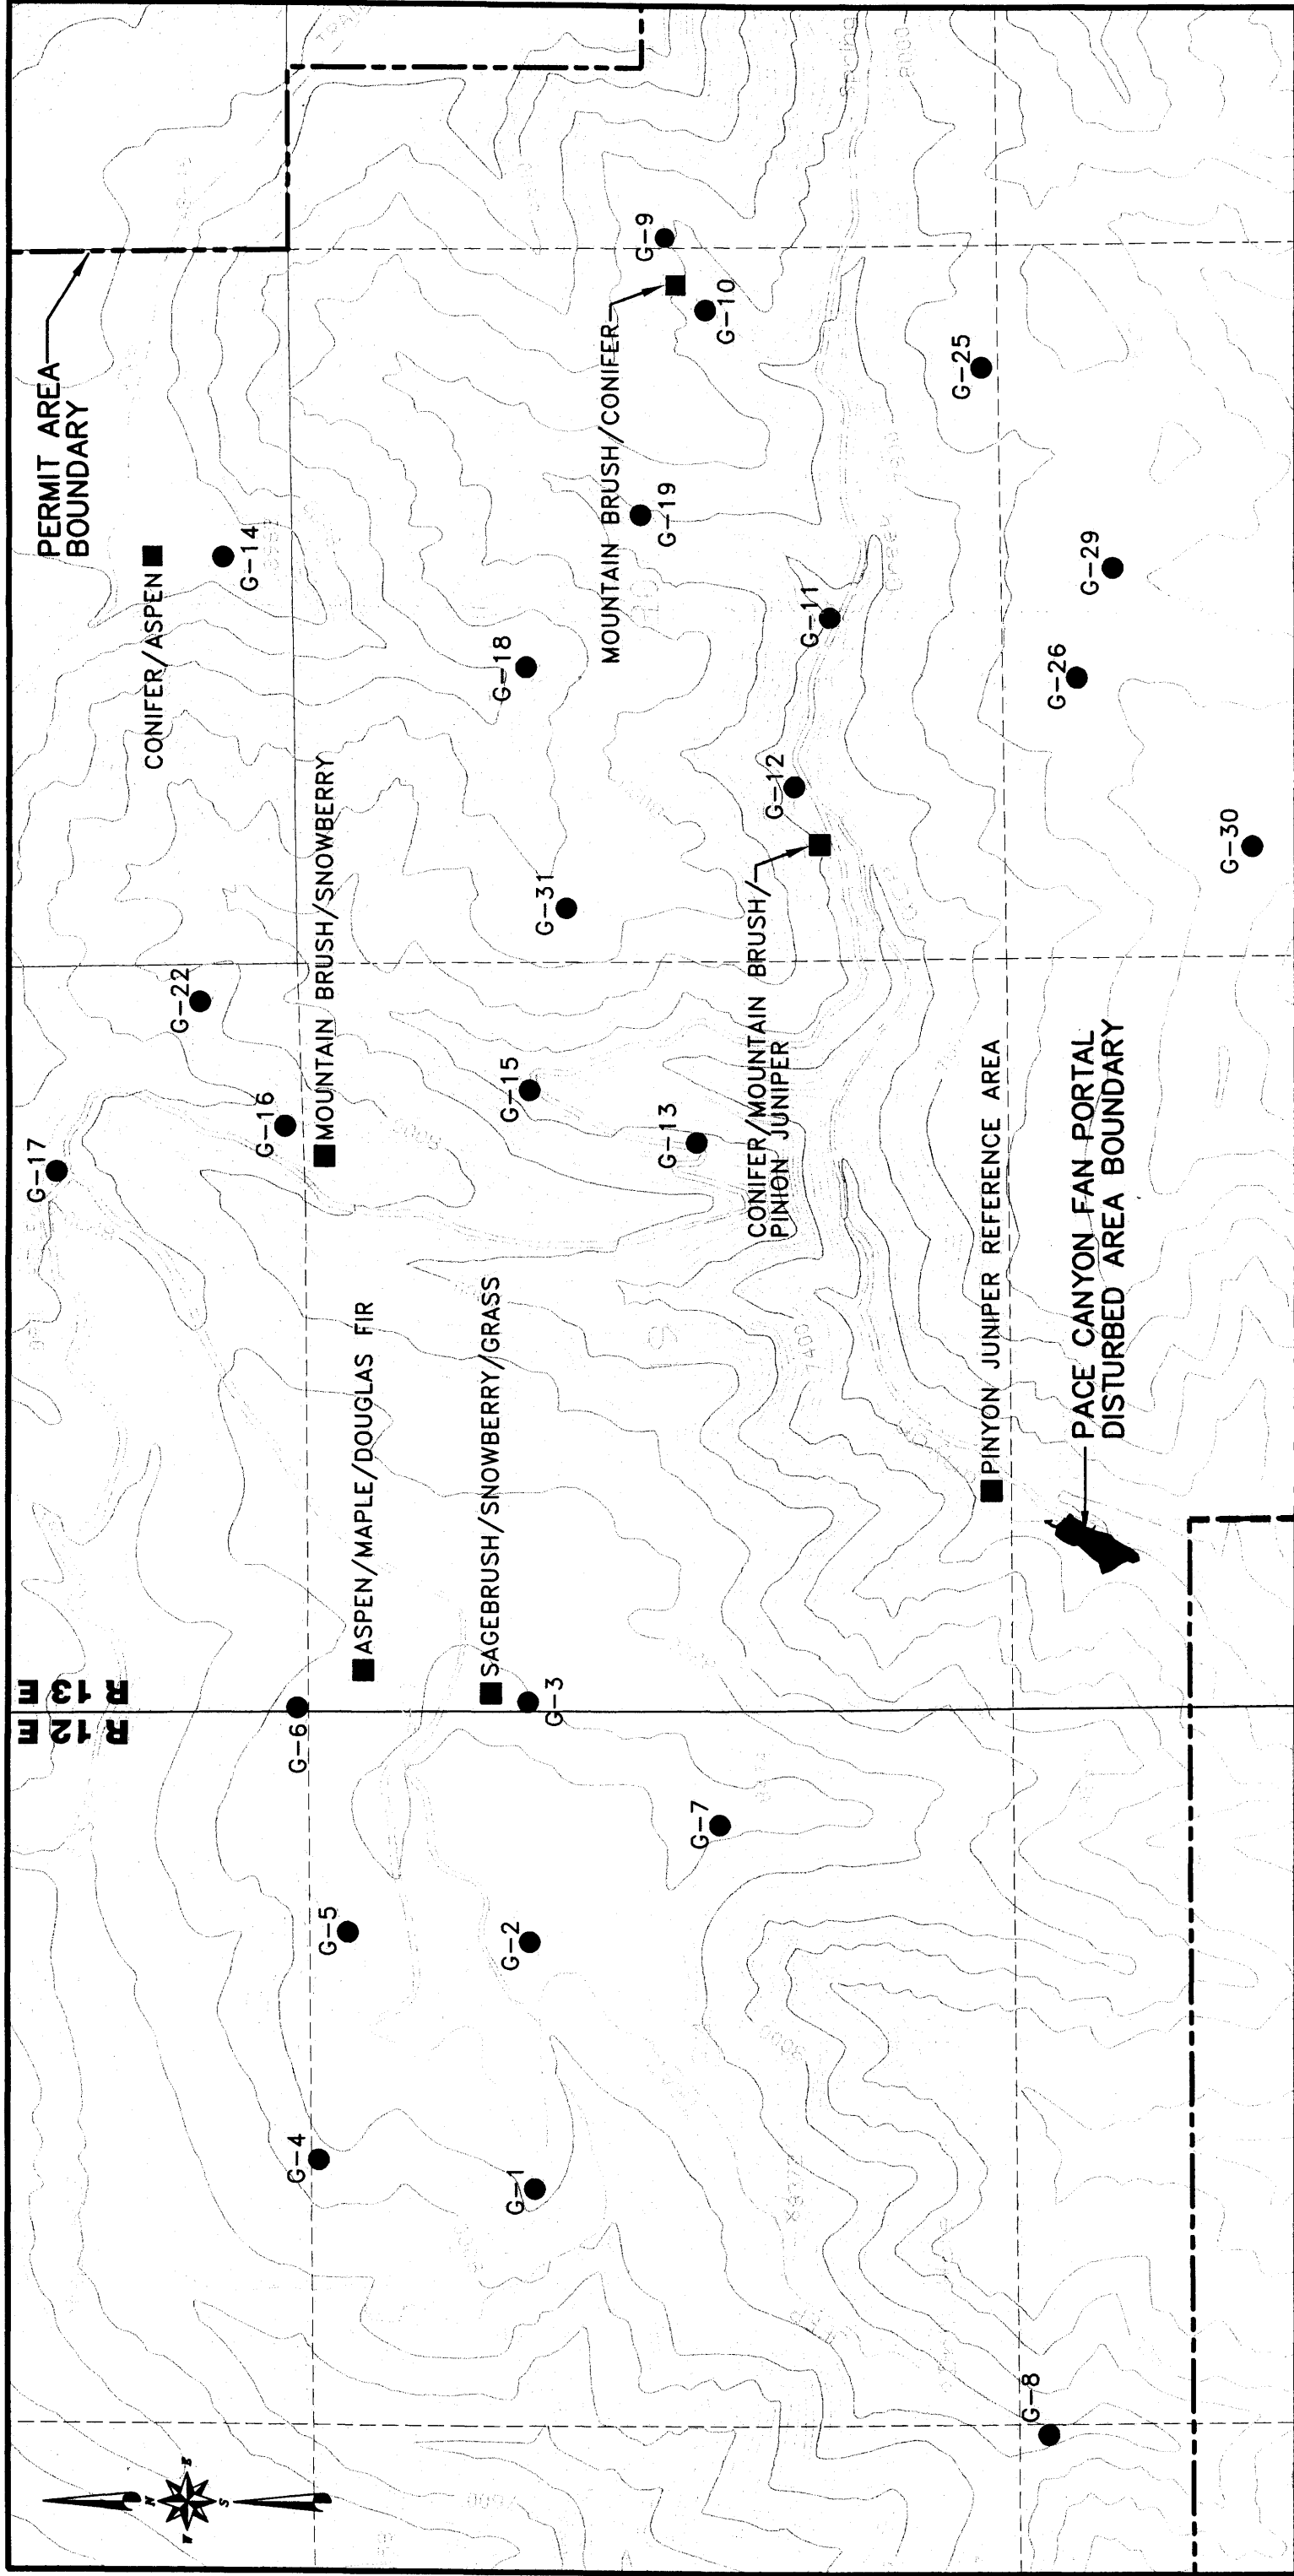 R 12 E
R 13 E
PERMIT AREA
BOUNDARY
G-17
G-22
CONIFER/ASPEN
G-14
G-16
G-6
G-4
MOUNTAIN BRUSH/SNOWBERRY
G-5
ASPEN/MAPLE/DOUGLAS FIR
SAGEBRUSH/SNOWBERRY/GRASS
G-1
G-2
G-3
G-15
G-31
G-18
MOUNTAIN BRUSH/CONIFER
G-19
G-9
G-10
G-7
G-13
CONIFER/MOUNTAIN BRUSH/
PINION JUNIPER
G-12
G-11
G-25
PINYON JUNIPER REFERENCE AREA
G-8
G-26
G-29
PACE CANYON FAN PORTAL
DISTURBED AREA BOUNDARY
G-30
N
W
E
S